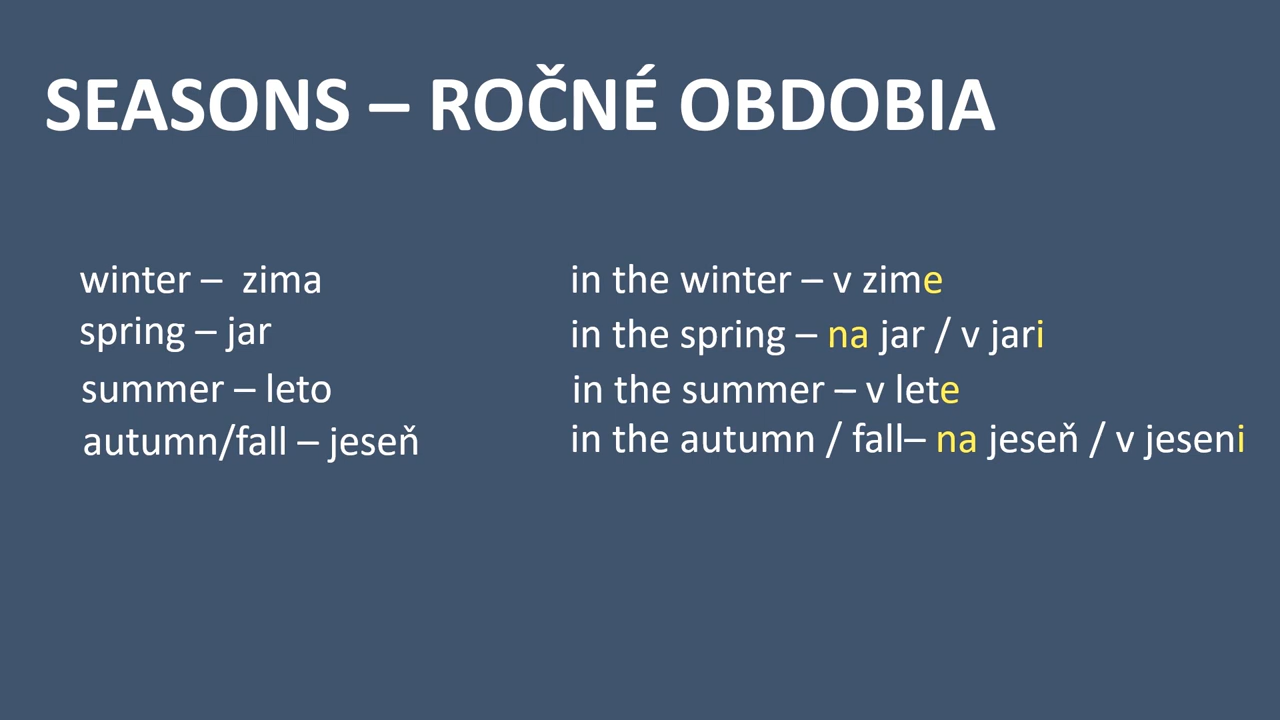 SEASONS – ROČNÉ OBDOBIA
winter – zima
spring – jar
summer – leto
autumn/fall – jeseň
in the winter – v zime
in the spring – na jar / v jari
in the summer – v lete
in the autumn / fall– na jeseň / v jeseni